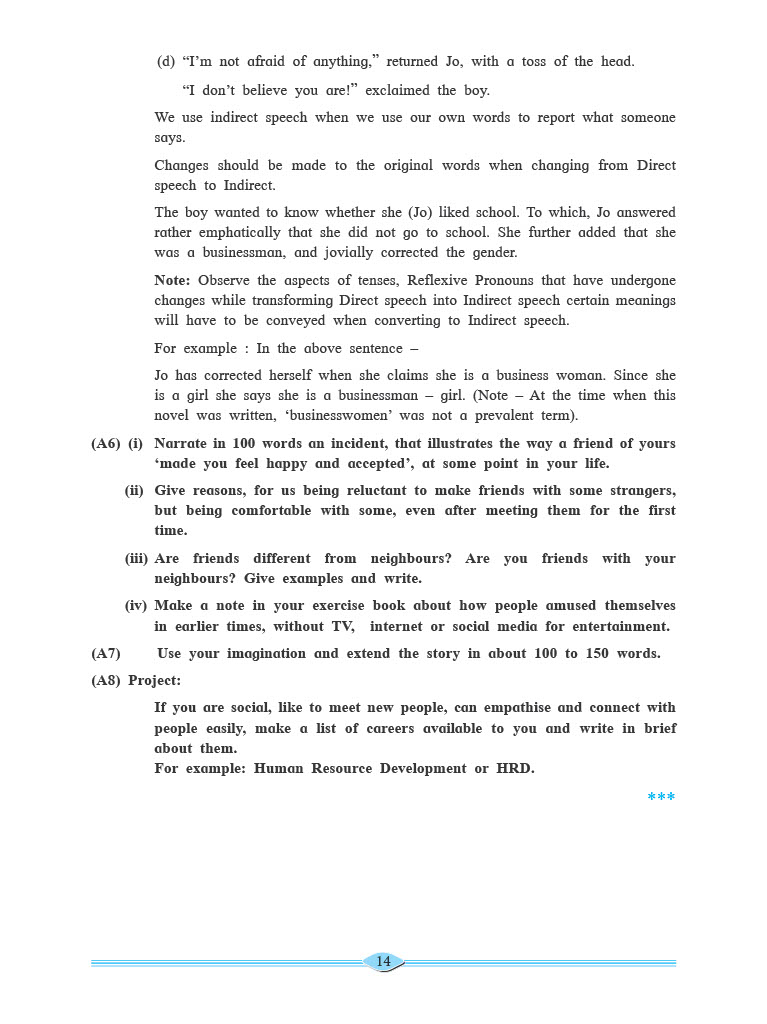 (d) “I’m not afraid of anything,” returned Jo, with a toss of the head.
“I don’t believe you are!” exclaimed the boy.
We use indirect speech when we use our own words to report what someone
says.
Changes should be made to the original words when changing from Direct
speech to Indirect.
The boy wanted to know whether she (Jo) liked school. To which, Jo answered
rather emphatically that she did not go to school. She further added that she
was a businessman, and jovially corrected the gender.
Note: Observe the aspects of tenses, Reflexive Pronouns that have undergone
changes while transforming Direct speech into Indirect speech certain meanings
will have to be conveyed when converting to Indirect speech.
For example : In the above sentence –
Jo has corrected herself when she claims she is a business woman. Since she
is a girl she says she is a businessman – girl. (Note – At the time when this
novel was written, ‘businesswomen’ was not a prevalent term).
(A6) (i) Narrate in 100 words an incident, that illustrates the way a friend of yours
‘made you feel happy and accepted’, at some point in your life.
(ii) Give reasons, for us being reluctant to make friends with some strangers,
but being comfortable with some, even after meeting them for the first
time.
(iii) Are friends different from neighbours? Are you friends with your
neighbours? Give examples and write.
(iv) Make a note in your exercise book about how people amused themselves
in earlier times, without TV, internet or social media for entertainment.
(A7) Use your imagination and extend the story in about 100 to 150 words.
(A8) Project:
If you are social, like to meet new people, can empathise and connect with
people easily, make a list of careers available to you and write in brief
about them.
For example: Human Resource Development or HRD.
***
14